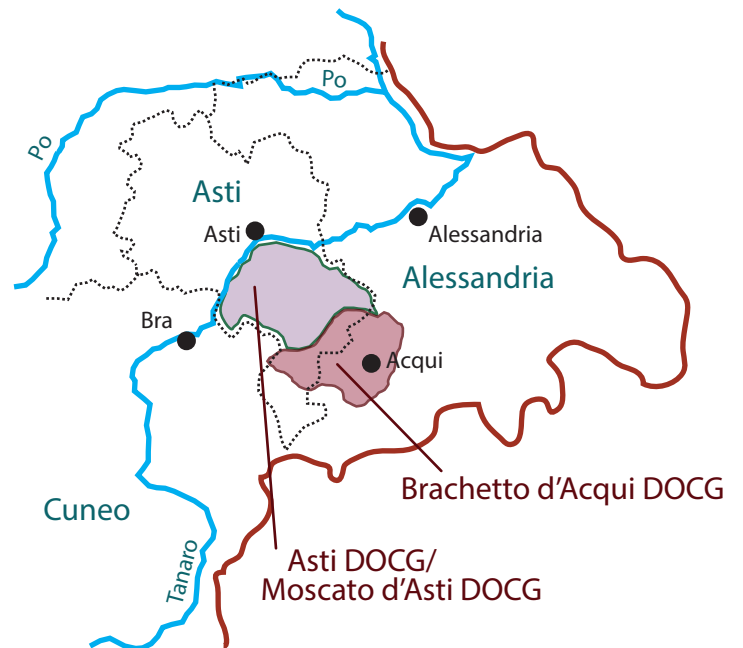 Po
Po
Asti
Asti
Alessandria
Alessandria
Bra
Acqui
Brachetto d'Acqui DOCG
Cuneo
Asti DOCG/
Moscato d'Asti DOCG
Tanaro